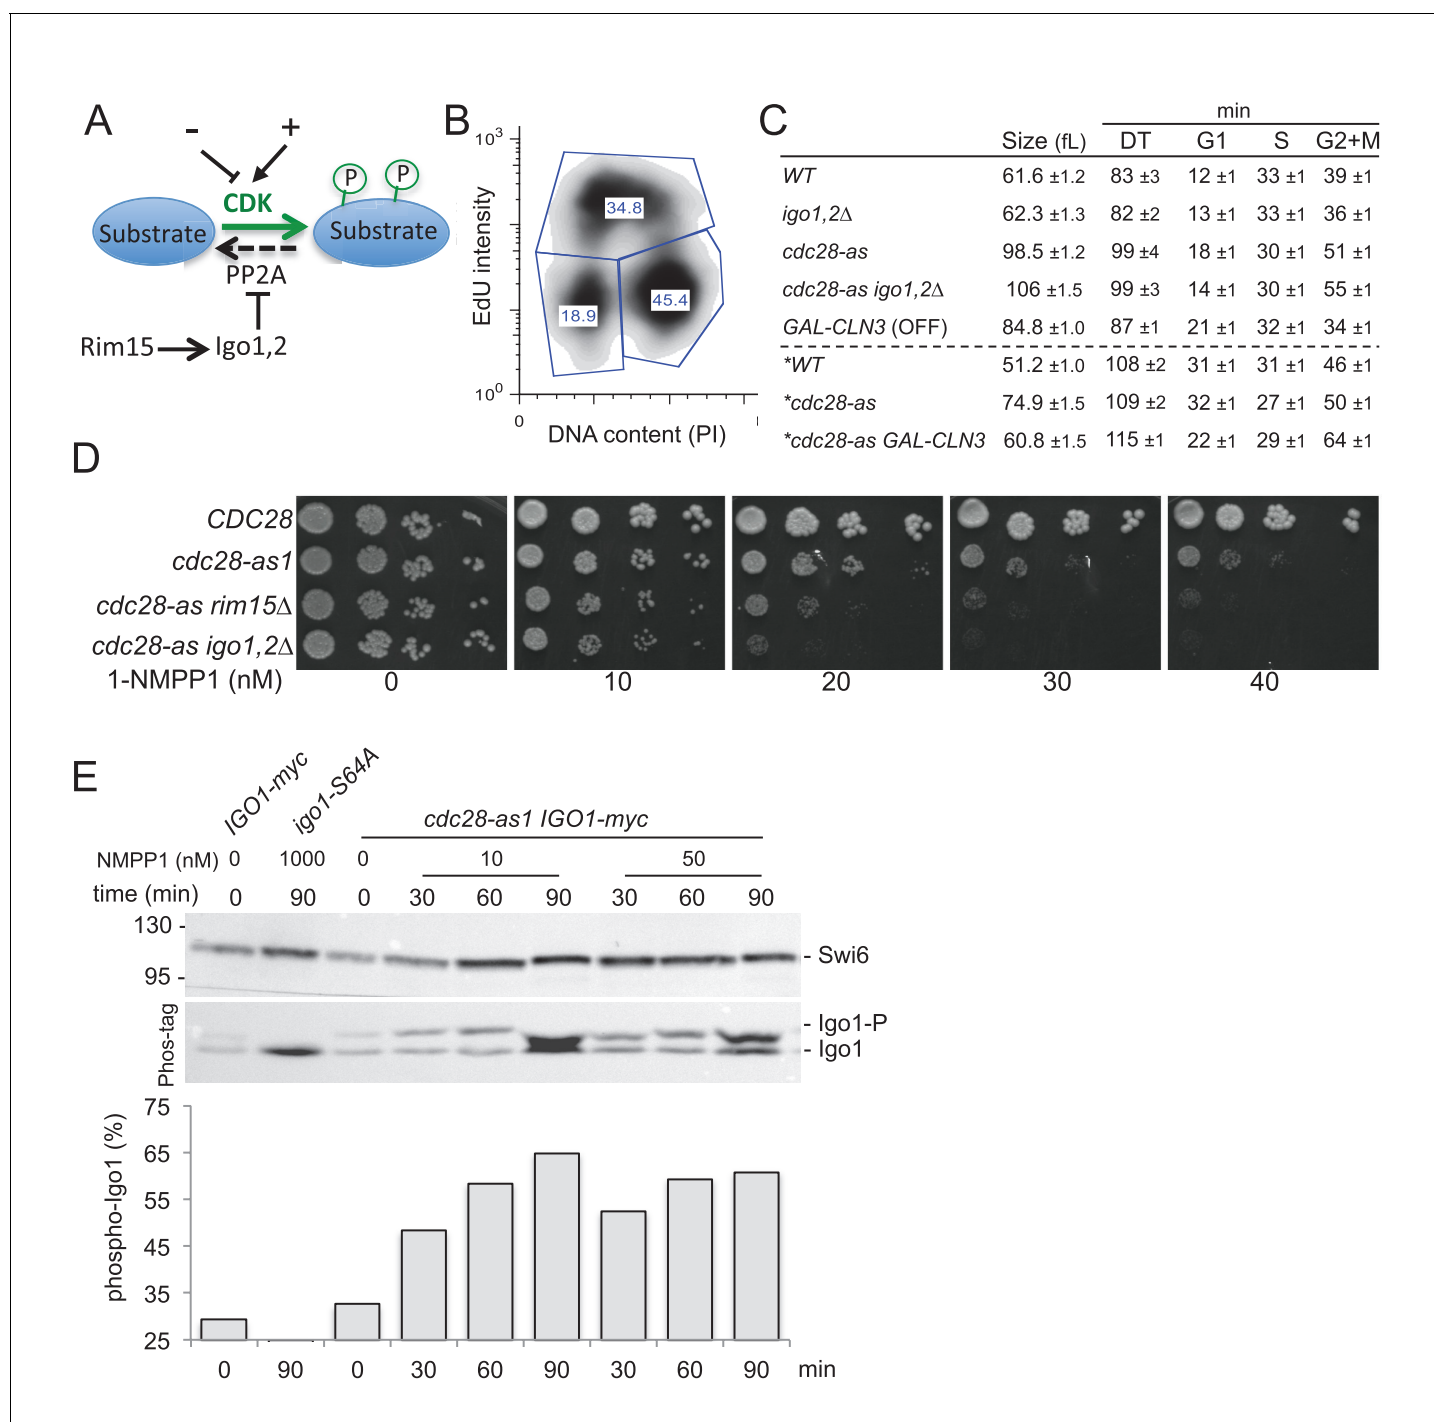 A
- +
CDK
P P
Substrate Substrate
PP2A
Rim15 Igo1,2
B
10³
EdU intensity
34.8
18.9 45.4
10⁰
0
DNA content (PI)
C
min
Size (fL) DT G1 S G2+M
WT 61.6 ±1.2 83 ±3 12 ±1 33 ±1 39 ±1
igo1,2Δ 62.3 ±1.3 82 ±2 13 ±1 33 ±1 36 ±1
cdc28-as 98.5 ±1.2 99 ±4 18 ±1 30 ±1 51 ±1
cdc28-as igo1,2Δ 106 ±1.5 99 ±3 14 ±1 30 ±1 55 ±1
GAL-CLN3 (OFF) 84.8 ±1.0 87 ±1 21 ±1 32 ±1 34 ±1
*WT 51.2 ±1.0 108 ±2 31 ±1 31 ±1 46 ±1
*cdc28-as 74.9 ±1.5 109 ±2 32 ±1 27 ±1 50 ±1
*cdc28-as GAL-CLN3 60.8 ±1.5 115 ±1 22 ±1 29 ±1 64 ±1
D
CDC28
cdc28-as1
cdc28-as rim15Δ
cdc28-as igo1,2Δ
1-NMPP1 (nM) 0 10 20 30 40
E
IGO1-myc igo1-S64A
cdc28-as1 IGO1-myc
NMPP1 (nM) 0 1000 0 10 50
time (min) 0 90 0 30 60 90 30 60 90
130 -
- Swi6
95 -
Phos-tag
- Igo1-P
- Igo1
phospho-Igo1 (%)
75
65
55
45
35
25
0 90 0 30 60 90 30 60 90 min